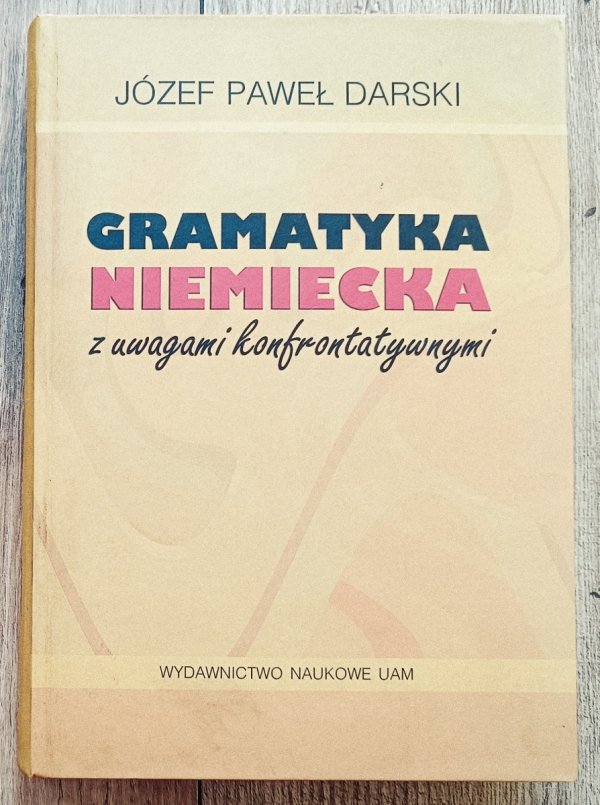 JÓZEF PAWEŁ DARSKI
GRAMATYKA
NIEMIECKA
z uwagami konfrontatywnymi
WYDAWNICTWO NAUKOWE UAM